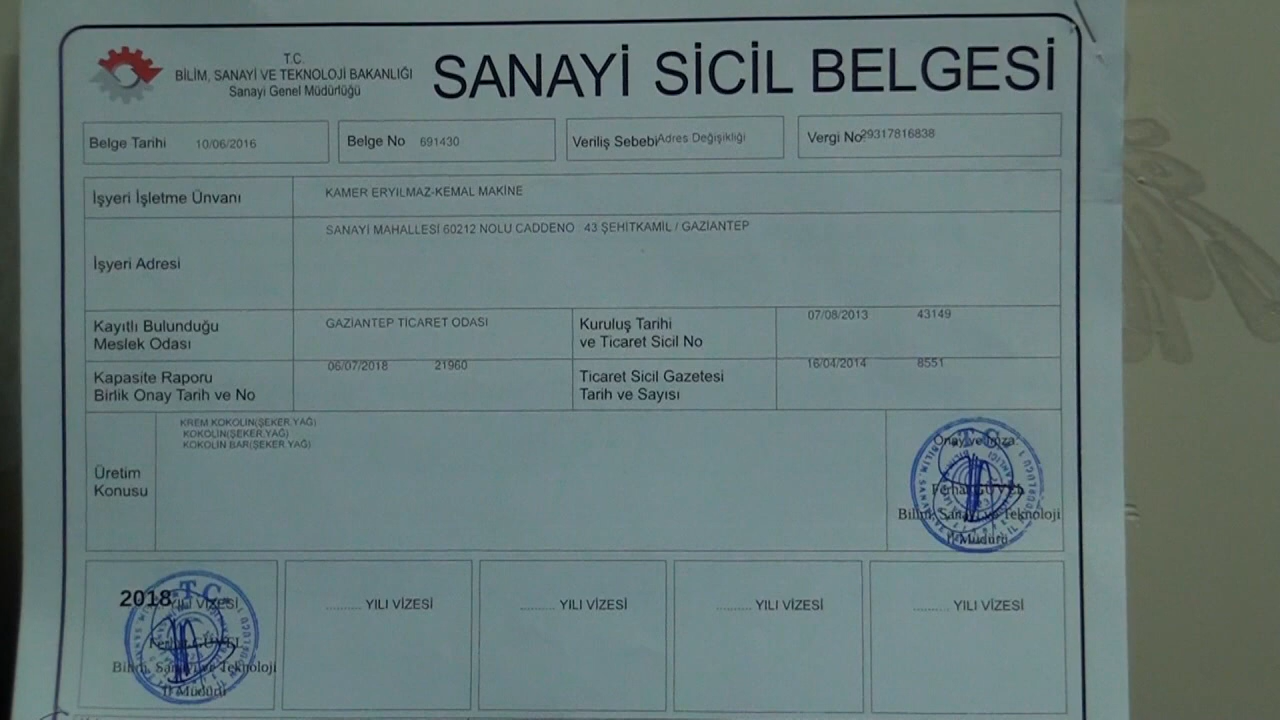 T.C.
BİLİM, SANAYİ VE TEKNOLOJİ BAKANLIĞI
Sanayi Genel Müdürlüğü
SANAYİ SİCİL BELGESİ
Belge Tarihi 10/06/2016
Belge No 691430
Veriliş Sebebi Adres Değişikliği
Vergi No 29317816838
İşyeri İşletme Ünvanı KAMER ERYILMAZ-KEMAL MAKİNE
İşyeri Adresi SANAYİ MAHALLESİ 60212 NOLU CADDENO 43 ŞEHİTKAMİL / GAZİANTEP
Kayıtlı Bulunduğu
Meslek Odası
GAZİANTEP TİCARET ODASI
Kuruluş Tarihi
ve Ticaret Sicil No
07/08/2013 43149
Kapasite Raporu
Birlik Onay Tarih ve No
06/07/2018 21960
Ticaret Sicil Gazetesi
Tarih ve Sayısı
16/04/2014 8551
Üretim
Konusu
KREM KOKOLİN(ŞEKER,YAĞ)
KOKOLİN(ŞEKER,YAĞ)
KOKOLİN BAR(ŞEKER,YAĞ)
Onay ve İmza
Bilim, Sanayi ve Teknoloji
İl Müdürü
2018 YILI VİZESİ
Bilim, Sanayi ve Teknoloji
İl Müdürü
.......... YILI VİZESİ
.......... YILI VİZESİ
.......... YILI VİZESİ
.......... YILI VİZESİ